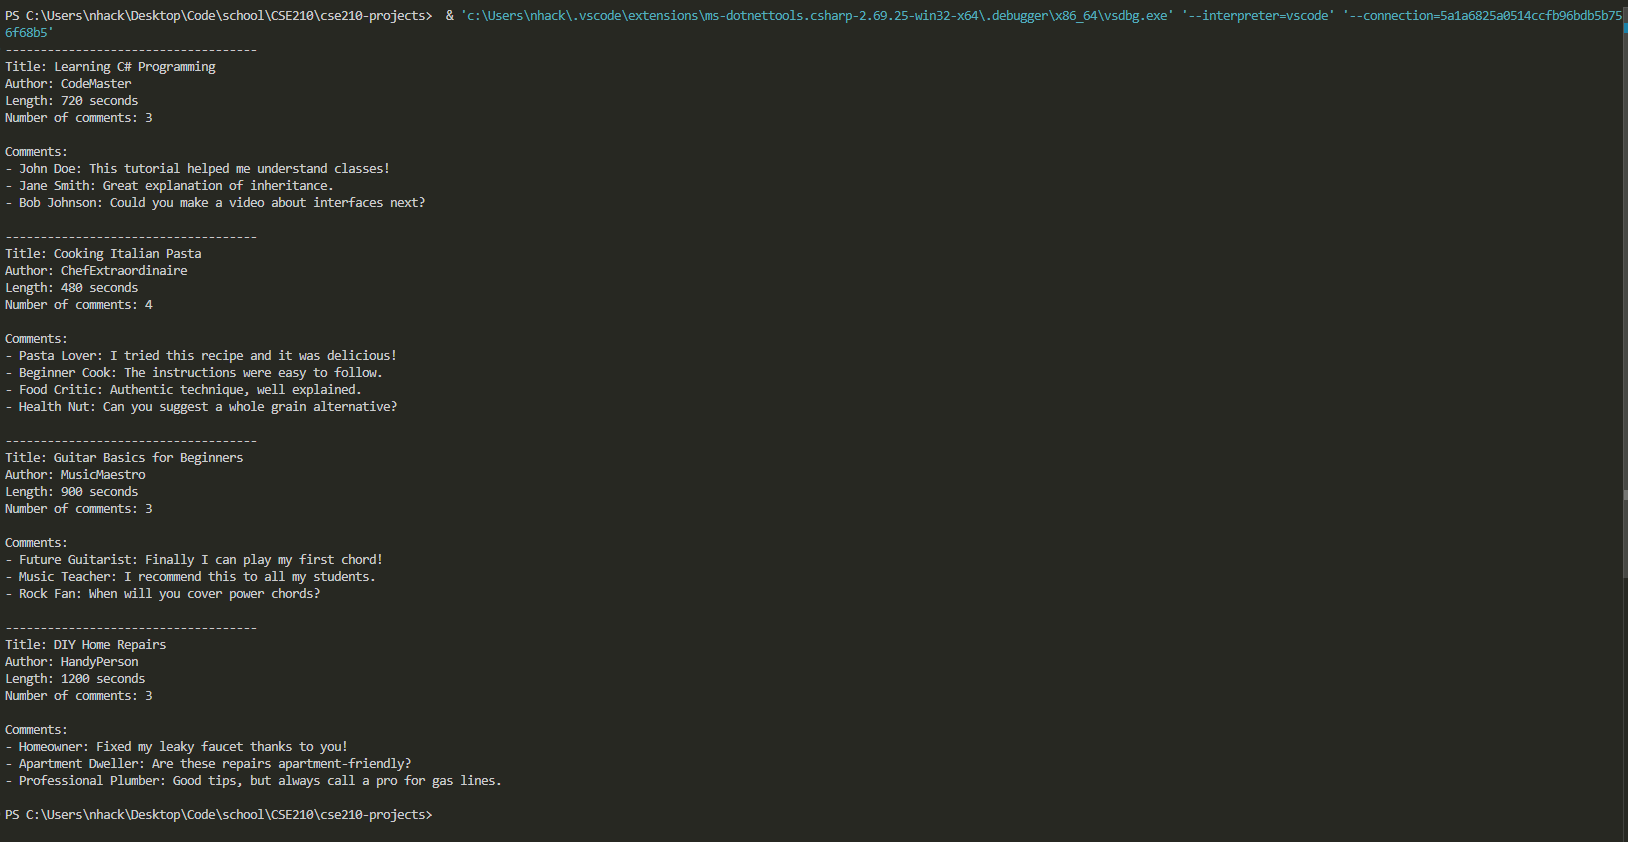 PS C:\Users\nhack\Desktop\Code\school\CSE210\cse210-projects>  & 'c:\Users\nhack\.vscode\extensions\ms-dotnettools.csharp-2.69.25-win32-x64\.debugger\x86_64\vsdbg.exe' '--interpreter=vscode' '--connection=5a1a6825a0514ccfb96bdb5b75
6f68b5'
------------------------------------
Title: Learning C# Programming
Author: CodeMaster
Length: 720 seconds
Number of comments: 3

Comments:
- John Doe: This tutorial helped me understand classes!
- Jane Smith: Great explanation of inheritance.
- Bob Johnson: Could you make a video about interfaces next?

------------------------------------
Title: Cooking Italian Pasta
Author: ChefExtraordinaire
Length: 480 seconds
Number of comments: 4

Comments:
- Pasta Lover: I tried this recipe and it was delicious!
- Beginner Cook: The instructions were easy to follow.
- Food Critic: Authentic technique, well explained.
- Health Nut: Can you suggest a whole grain alternative?

------------------------------------
Title: Guitar Basics for Beginners
Author: MusicMaestro
Length: 900 seconds
Number of comments: 3

Comments:
- Future Guitarist: Finally I can play my first chord!
- Music Teacher: I recommend this to all my students.
- Rock Fan: When will you cover power chords?

------------------------------------
Title: DIY Home Repairs
Author: HandyPerson
Length: 1200 seconds
Number of comments: 3

Comments:
- Homeowner: Fixed my leaky faucet thanks to you!
- Apartment Dweller: Are these repairs apartment-friendly?
- Professional Plumber: Good tips, but always call a pro for gas lines.

PS C:\Users\nhack\Desktop\Code\school\CSE210\cse210-projects>